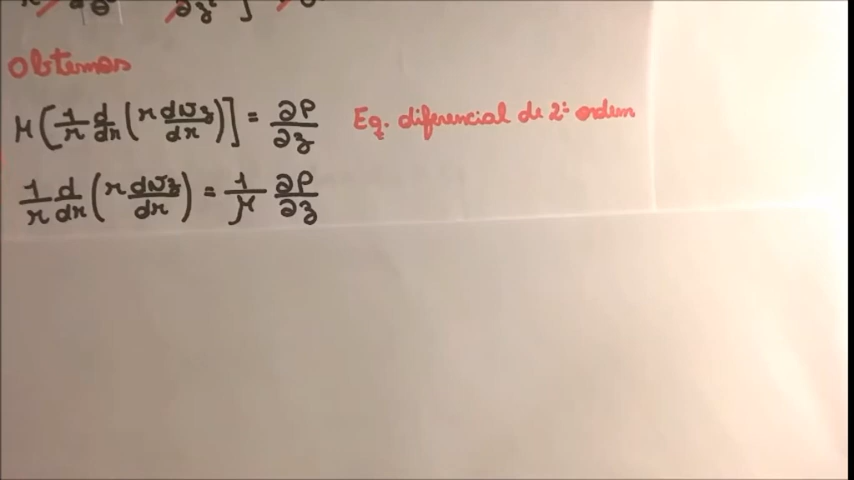 Obtemos
μ[1/r d/dr(r dvz/dr)] = ∂P/∂z Eq. diferencial de 2ª ordem
1/r d/dr(r dvz/dr) = 1/μ ∂P/∂z